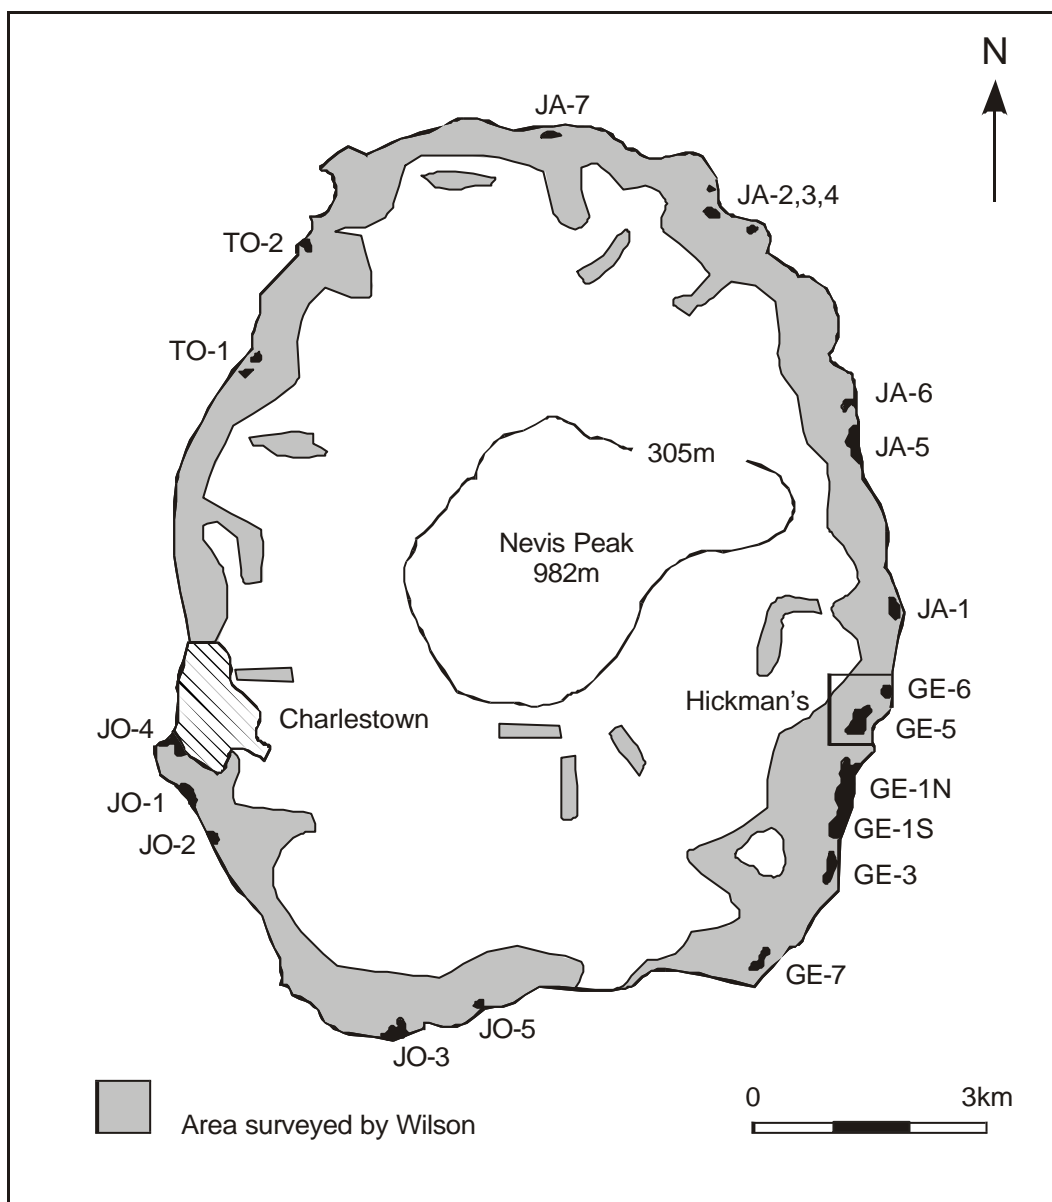 N
JA-7
JA-2,3,4
TO-2
TO-1
JA-6
JA-5
305m
Nevis Peak
982m
JA-1
Hickman's
GE-6
GE-5
Charlestown
JO-4
JO-1
JO-2
GE-1N
GE-1S
GE-3
GE-7
JO-5
JO-3
Area surveyed by Wilson
0 3km